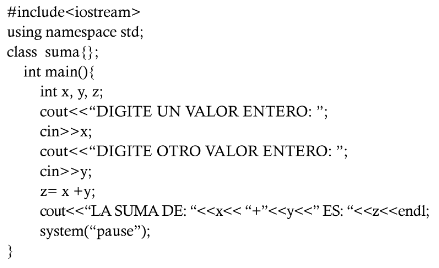 #include<iostream>
using namespace std;
class  suma{};
int main(){
int x, y, z;
cout<<“DIGITE UN VALOR ENTERO: ”;
cin>>x;
cout<<“DIGITE OTRO VALOR ENTERO: ”;
cin>>y;
z= x +y;
cout<<“LA SUMA DE: “<<x<< “+”<<y<<” ES: “<<z<<endl;
system(“pause”);
}